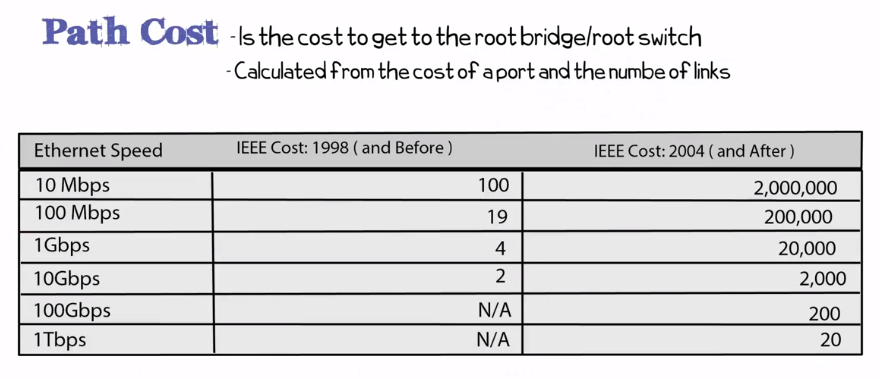 Path Cost - Is the cost to get to the root bridge/root switch
- Calculated from the cost of a port and the numbe of links
Ethernet Speed IEEE Cost: 1998 ( and Before ) IEEE Cost: 2004 ( and After )
10 Mbps 100 2,000,000
100 Mbps 19 200,000
1Gbps 4 20,000
10Gbps 2 2,000
100Gbps N/A 200
1Tbps N/A 20